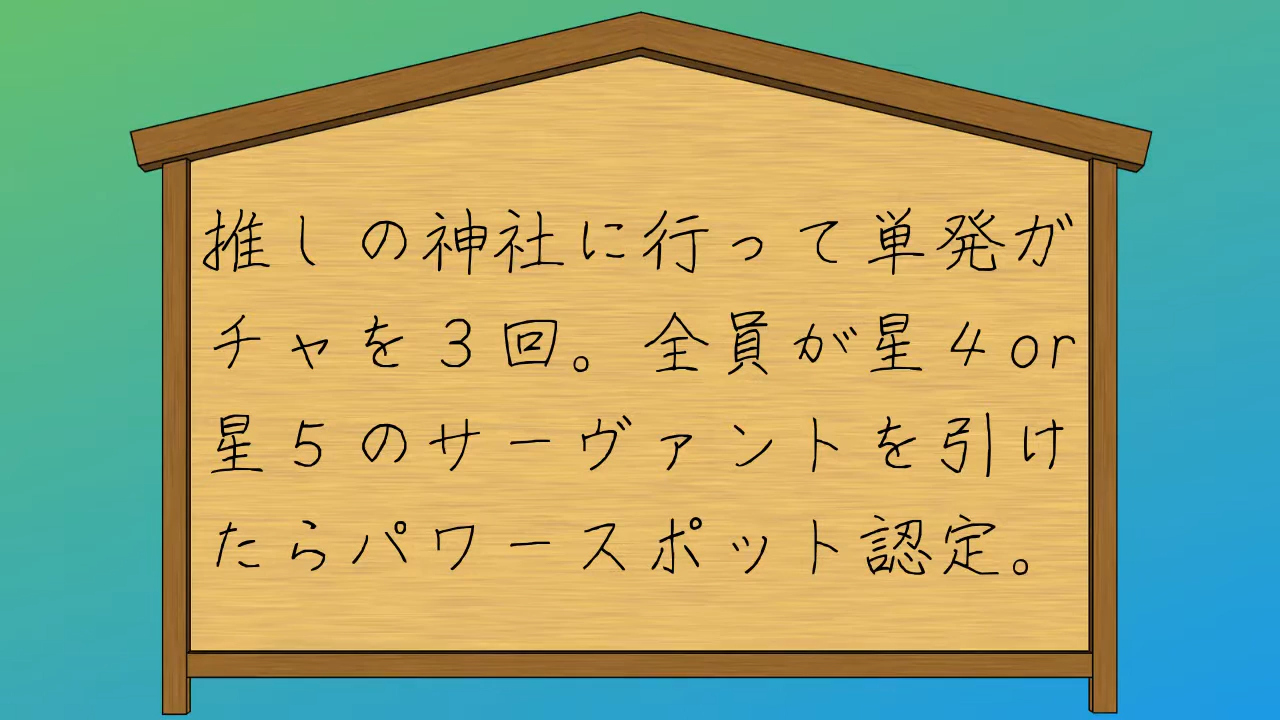 推しの神社に行って単発が
チャを３回。全員が星４or
星５のサーヴァントを引け
たらパワースポット認定。